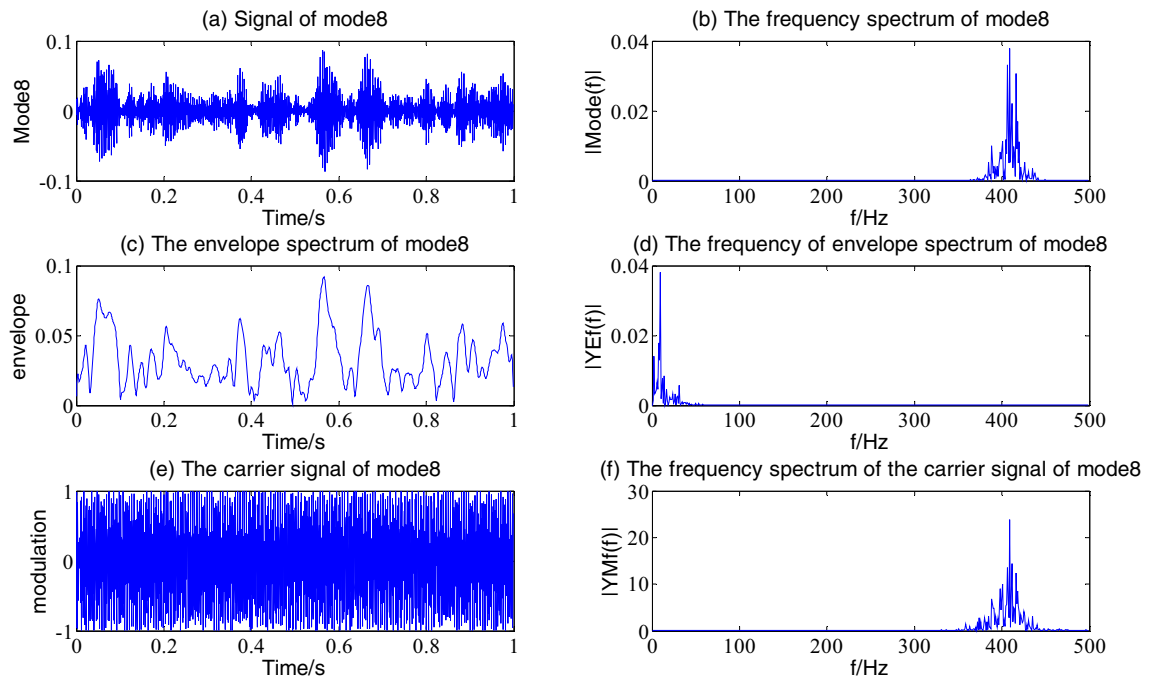 (a) Signal of mode8
0.1
0
-0.1
Mode8
0 0.2 0.4 0.6 0.8 1
Time/s
(b) The frequency spectrum of mode8
0.04
0.02
0
|Mode(f)|
0 100 200 300 400 500
f/Hz
(c) The envelope spectrum of mode8
0.1
0.05
0
envelope
0 0.2 0.4 0.6 0.8 1
Time/s
(d) The frequency of envelope spectrum of mode8
0.04
0.02
0
|YEf(f)|
0 100 200 300 400 500
f/Hz
(e) The carrier signal of mode8
1
0
-1
modulation
0 0.2 0.4 0.6 0.8 1
Time/s
(f) The frequency spectrum of the carrier signal of mode8
30
20
10
0
|YMf(f)|
0 100 200 300 400 500
f/Hz